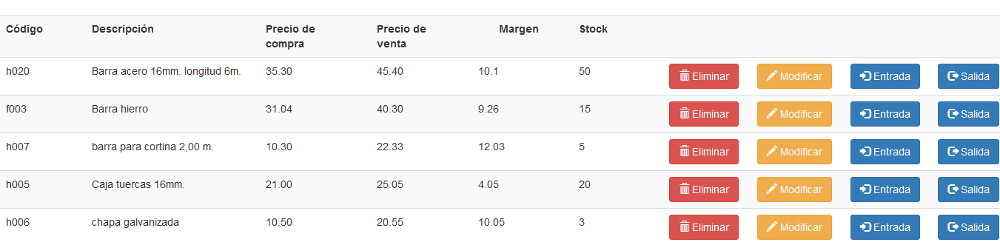 Código Descripción Precio de compra Precio de venta Margen Stock
h020 Barra acero 16mm. longitud 6m. 35.30 45.40 10.1 50 Eliminar Modificar Entrada Salida
f003 Barra hierro 31.04 40.30 9.26 15 Eliminar Modificar Entrada Salida
h007 barra para cortina 2,00 m. 10.30 22.33 12.03 5 Eliminar Modificar Entrada Salida
h005 Caja tuercas 16mm. 21.00 25.05 4.05 20 Eliminar Modificar Entrada Salida
h006 chapa galvanizada 10.50 20.55 10.05 3 Eliminar Modificar Entrada Salida